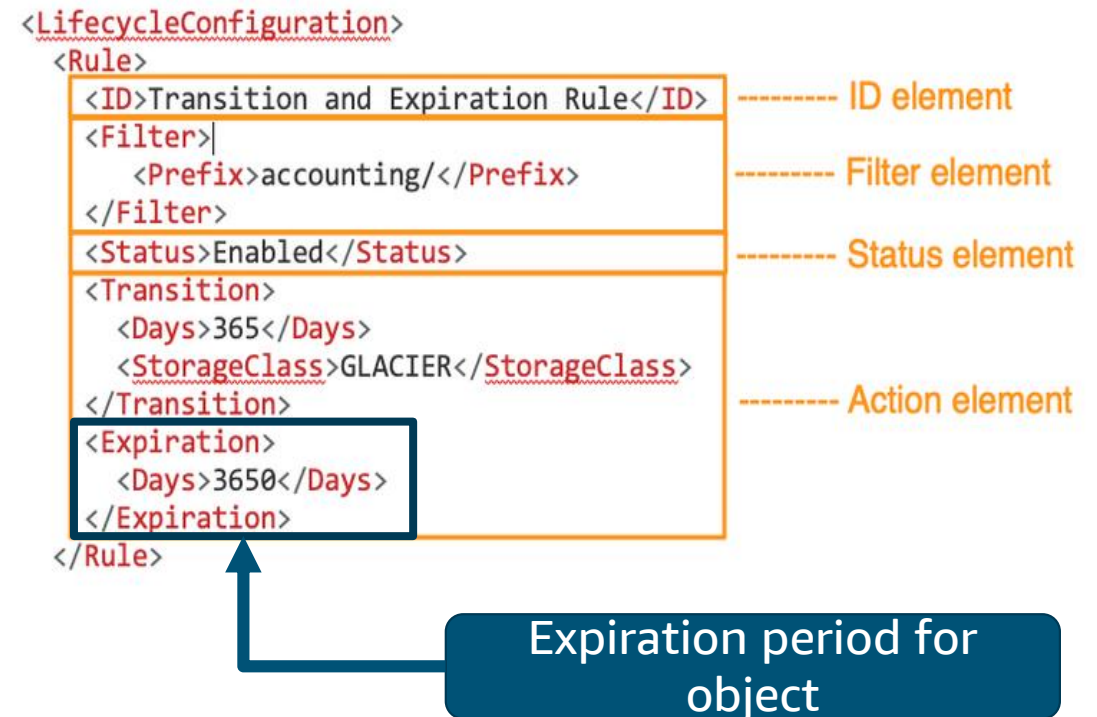 <LifecycleConfiguration>
<Rule>
<ID>Transition and Expiration Rule</ID> --------- ID element
<Filter>
<Prefix>accounting/</Prefix> --------- Filter element
</Filter>
<Status>Enabled</Status> --------- Status element
<Transition>
<Days>365</Days>
<StorageClass>GLACIER</StorageClass>
</Transition> --------- Action element
<Expiration>
<Days>3650</Days>
</Expiration>
</Rule>
Expiration period for
object